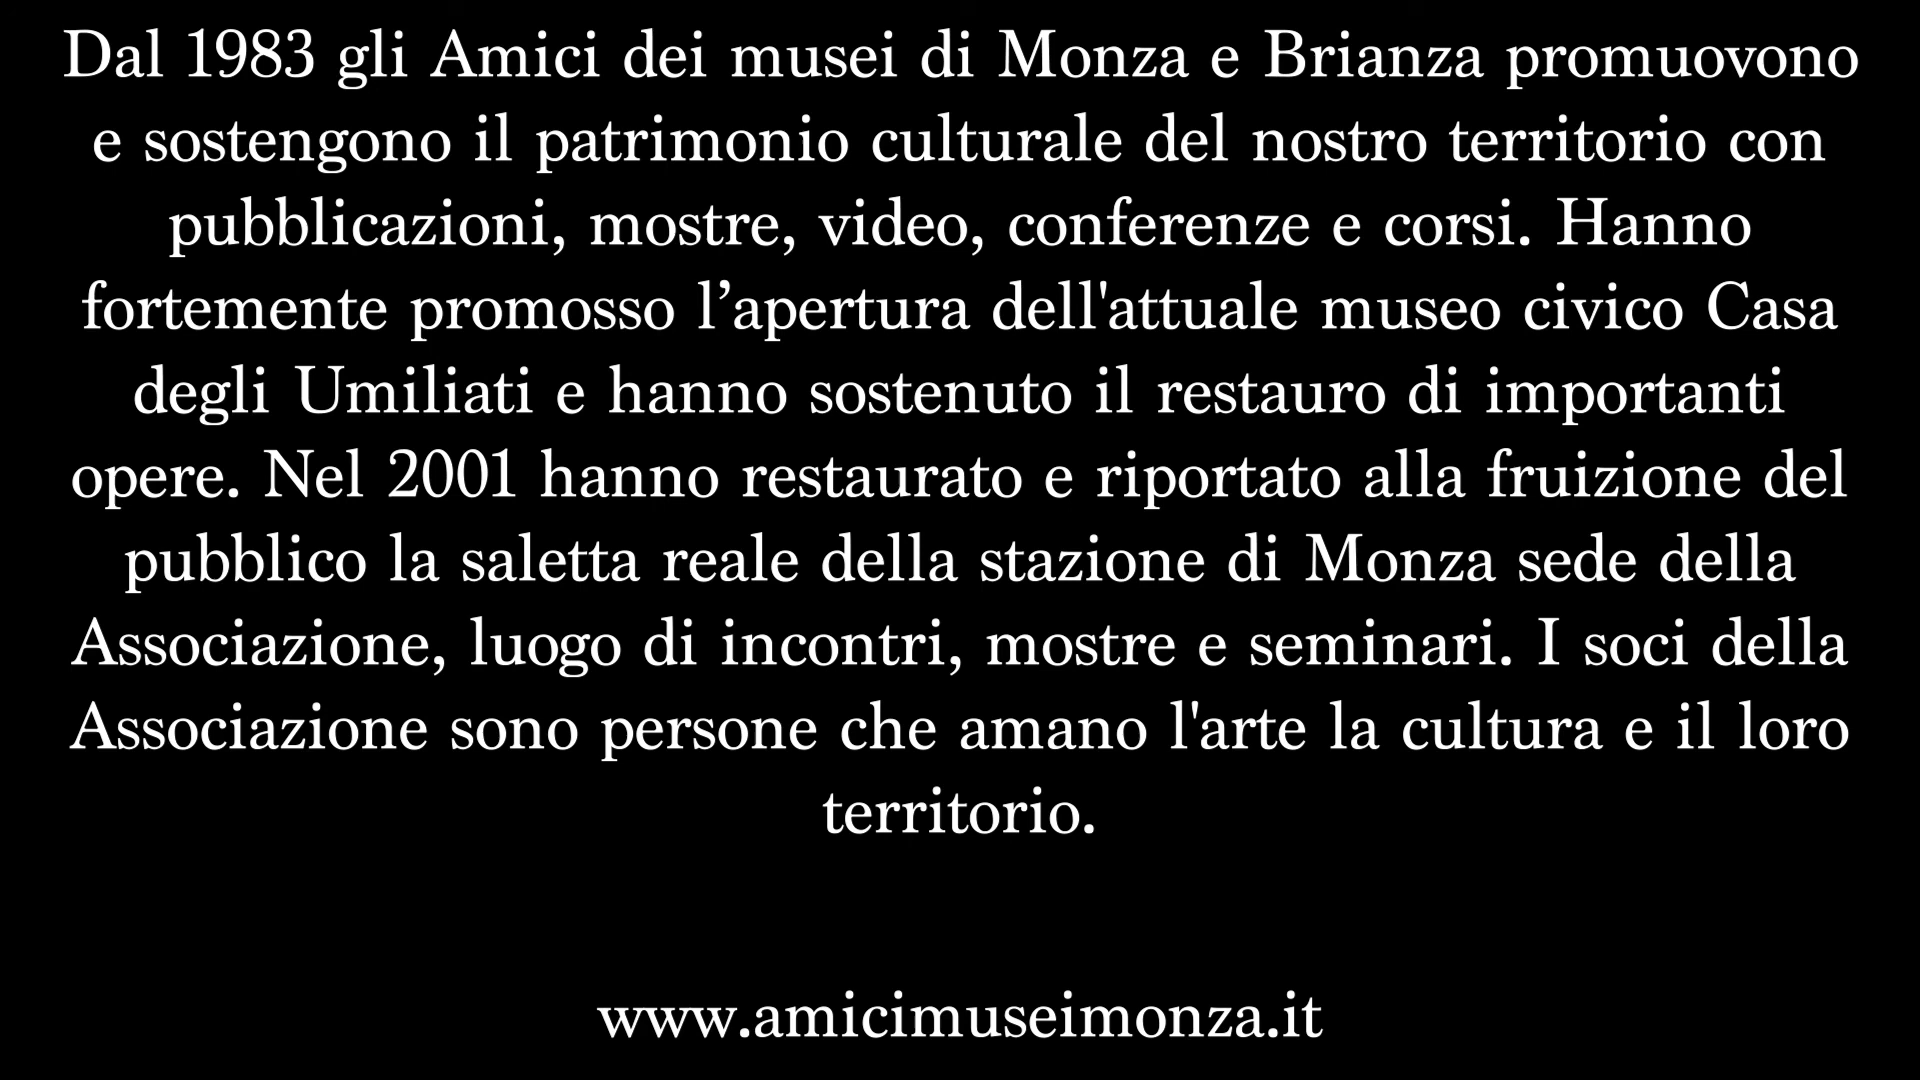 Dal 1983 gli Amici dei musei di Monza e Brianza promuovono
e sostengono il patrimonio culturale del nostro territorio con
pubblicazioni, mostre, video, conferenze e corsi. Hanno
fortemente promosso l’apertura dell'attuale museo civico Casa
degli Umiliati e hanno sostenuto il restauro di importanti
opere. Nel 2001 hanno restaurato e riportato alla fruizione del
pubblico la saletta reale della stazione di Monza sede della
Associazione, luogo di incontri, mostre e seminari. I soci della
Associazione sono persone che amano l'arte la cultura e il loro
territorio.
www.amicimuseimonza.it